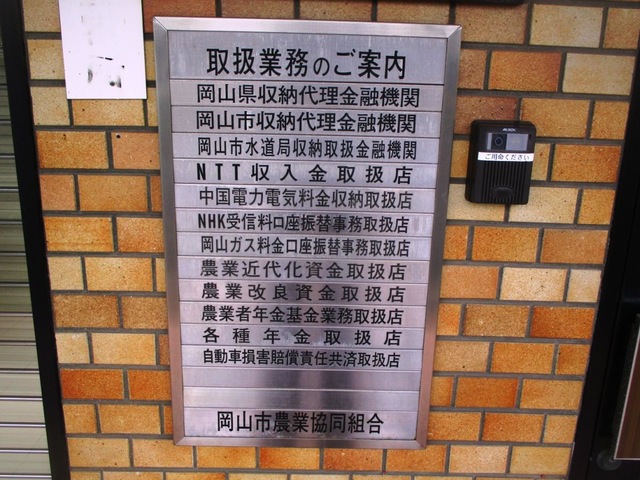 取扱業務のご案内
岡山県収納代理金融機関
岡山市収納代理金融機関
岡山市水道局収納取扱金融機関
NTT収入金取扱店
中国電力電気料金収納取扱店
NHK受信料口座振替事務取扱店
岡山ガス料金口座振替事務取扱店
農業近代化資金取扱店
農業改良資金取扱店
農業者年金基金業務取扱店
各種年金取扱店
自動車損害賠償責任共済取扱店
岡山市農業協同組合
ご用命ください